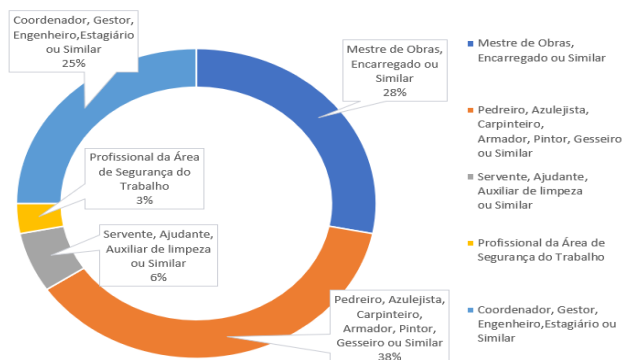 Coordenador, Gestor,
Engenheiro,Estagiário
ou Similar
25%
Mestre de Obras,
Encarregado ou
Similar
28%
Profissional da Área
de Segurança do
Trabalho
3%
Servente, Ajudante,
Auxiliar de limpeza
ou Similar
6%
Pedreiro, Azulejista,
Carpinteiro,
Armador, Pintor,
Gesseiro ou Similar
38%
Mestre de Obras,
Encarregado ou Similar
Pedreiro, Azulejista,
Carpinteiro,
Armador, Pintor, Gesseiro
ou Similar
Servente, Ajudante,
Auxiliar de limpeza
ou Similar
Profissional da Área de
Segurança do Trabalho
Coordenador, Gestor,
Engenheiro,Estagiário ou
Similar